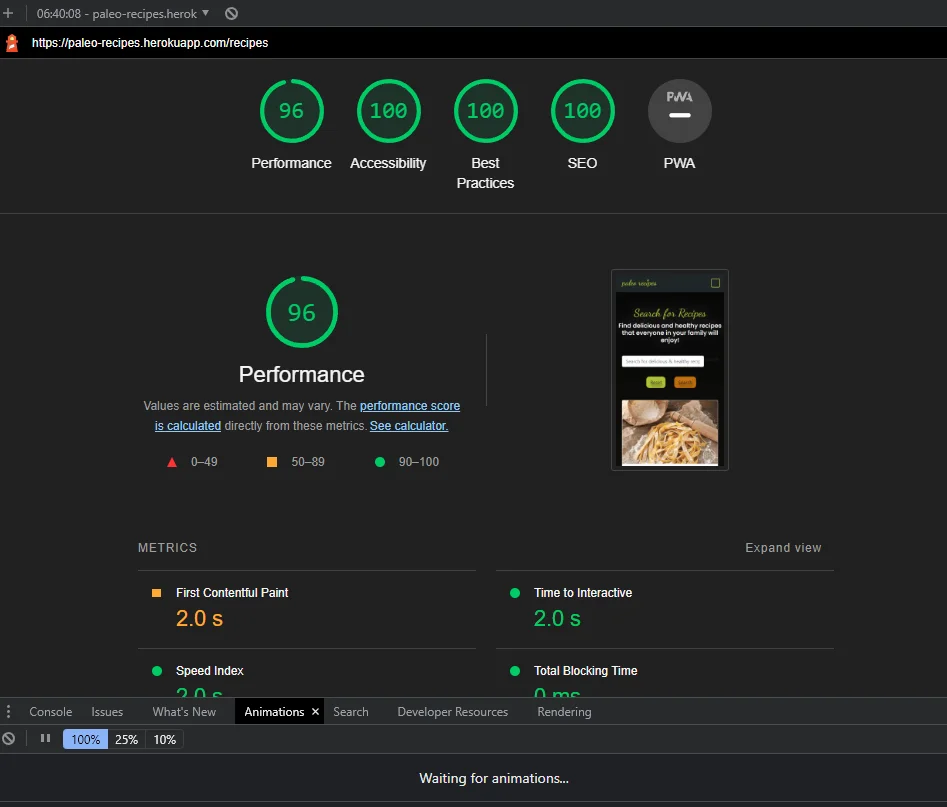 06:40:08 - paleo-recipes.herok
https://paleo-recipes.herokuapp.com/recipes
96
100
100
100
PWA
Performance
Accessibility
Best
Practices
SEO
PWA
96
Performance
Values are estimated and may vary. The performance score
is calculated directly from these metrics. See calculator.
0–49
50–89
90–100
paleo recipes
Search for Recipes
Find delicious and healthy recipes
that everyone in your family will
enjoy!
Search for delicious & healthy
METRICS
Expand view
First Contentful Paint
2.0 s
Time to Interactive
2.0 s
Speed Index
2.0 s
Total Blocking Time
0 ms
Console
Issues
What's New
Animations
Search
Developer Resources
Rendering
100%
25%
10%
Waiting for animations...